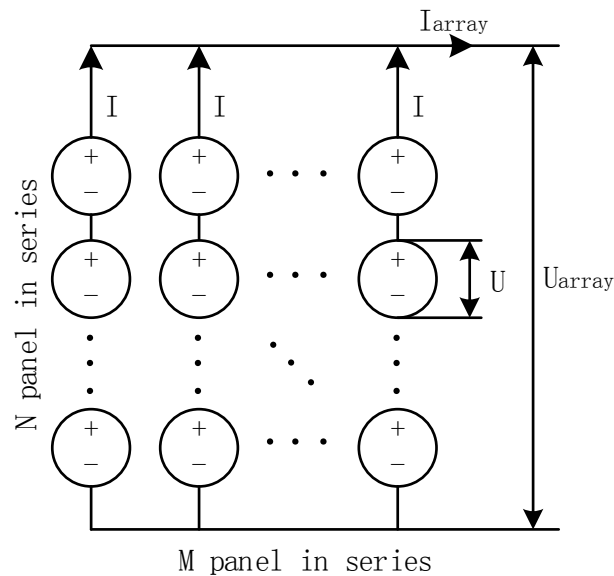 Iarray
I I I
+ + +
− − −
N panel in series
+ + +
− − −
U
Uarray
+ + +
− − −
M panel in series